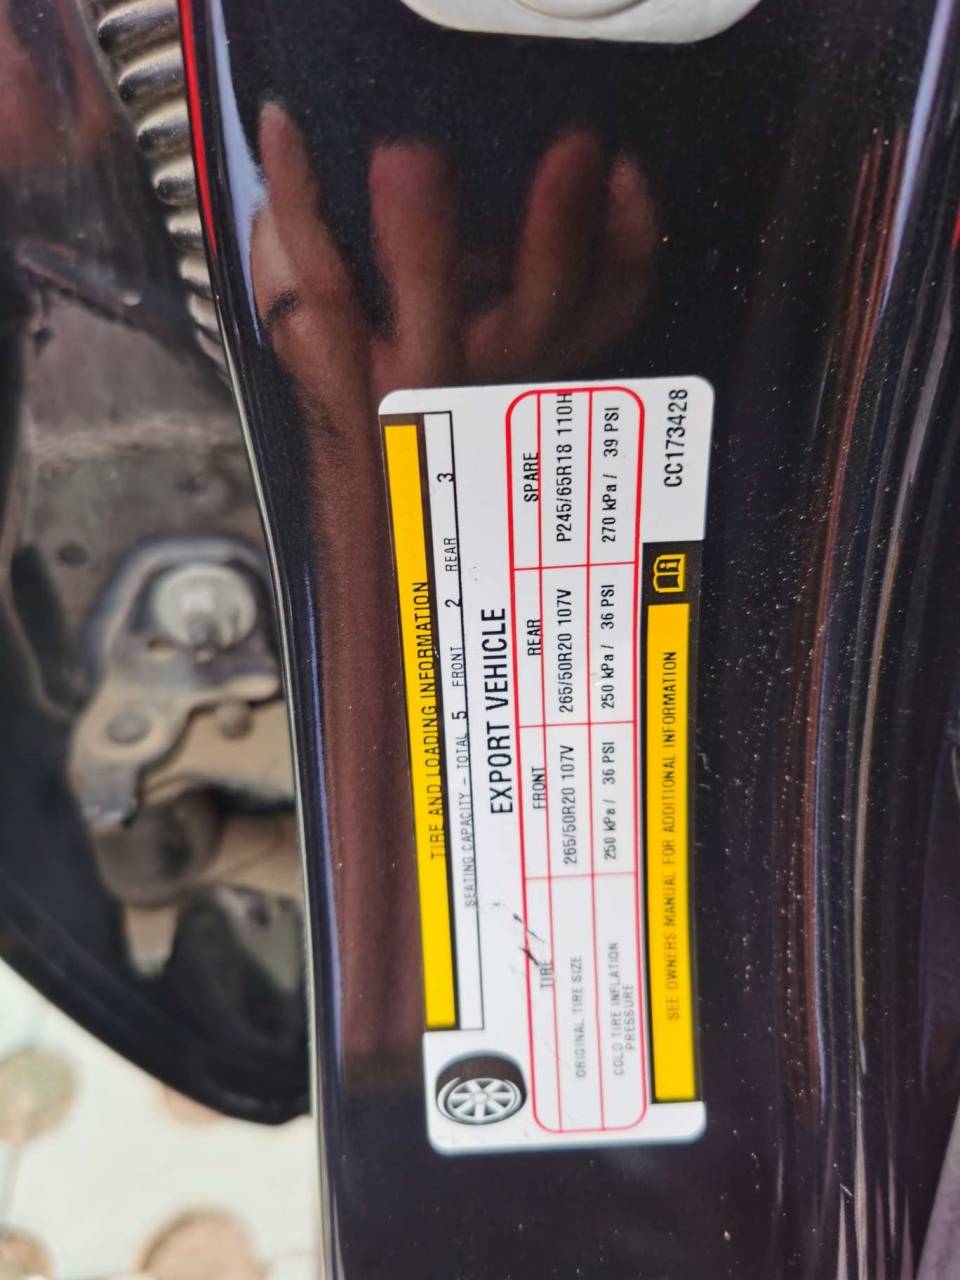 TIRE AND LOADING INFORMATION
SEATING CAPACITY - TOTAL 5 FRONT 2 REAR 3
EXPORT VEHICLE
TIRE FRONT REAR SPARE
ORIGINAL TIRE SIZE 265/50R20 107V 265/50R20 107V P245/65R18 110H
COLD TIRE INFLATION PRESSURE 250 kPa / 36 PSI 250 kPa / 36 PSI 270 kPa / 39 PSI
SEE OWNERS MANUAL FOR ADDITIONAL INFORMATION
CC173428